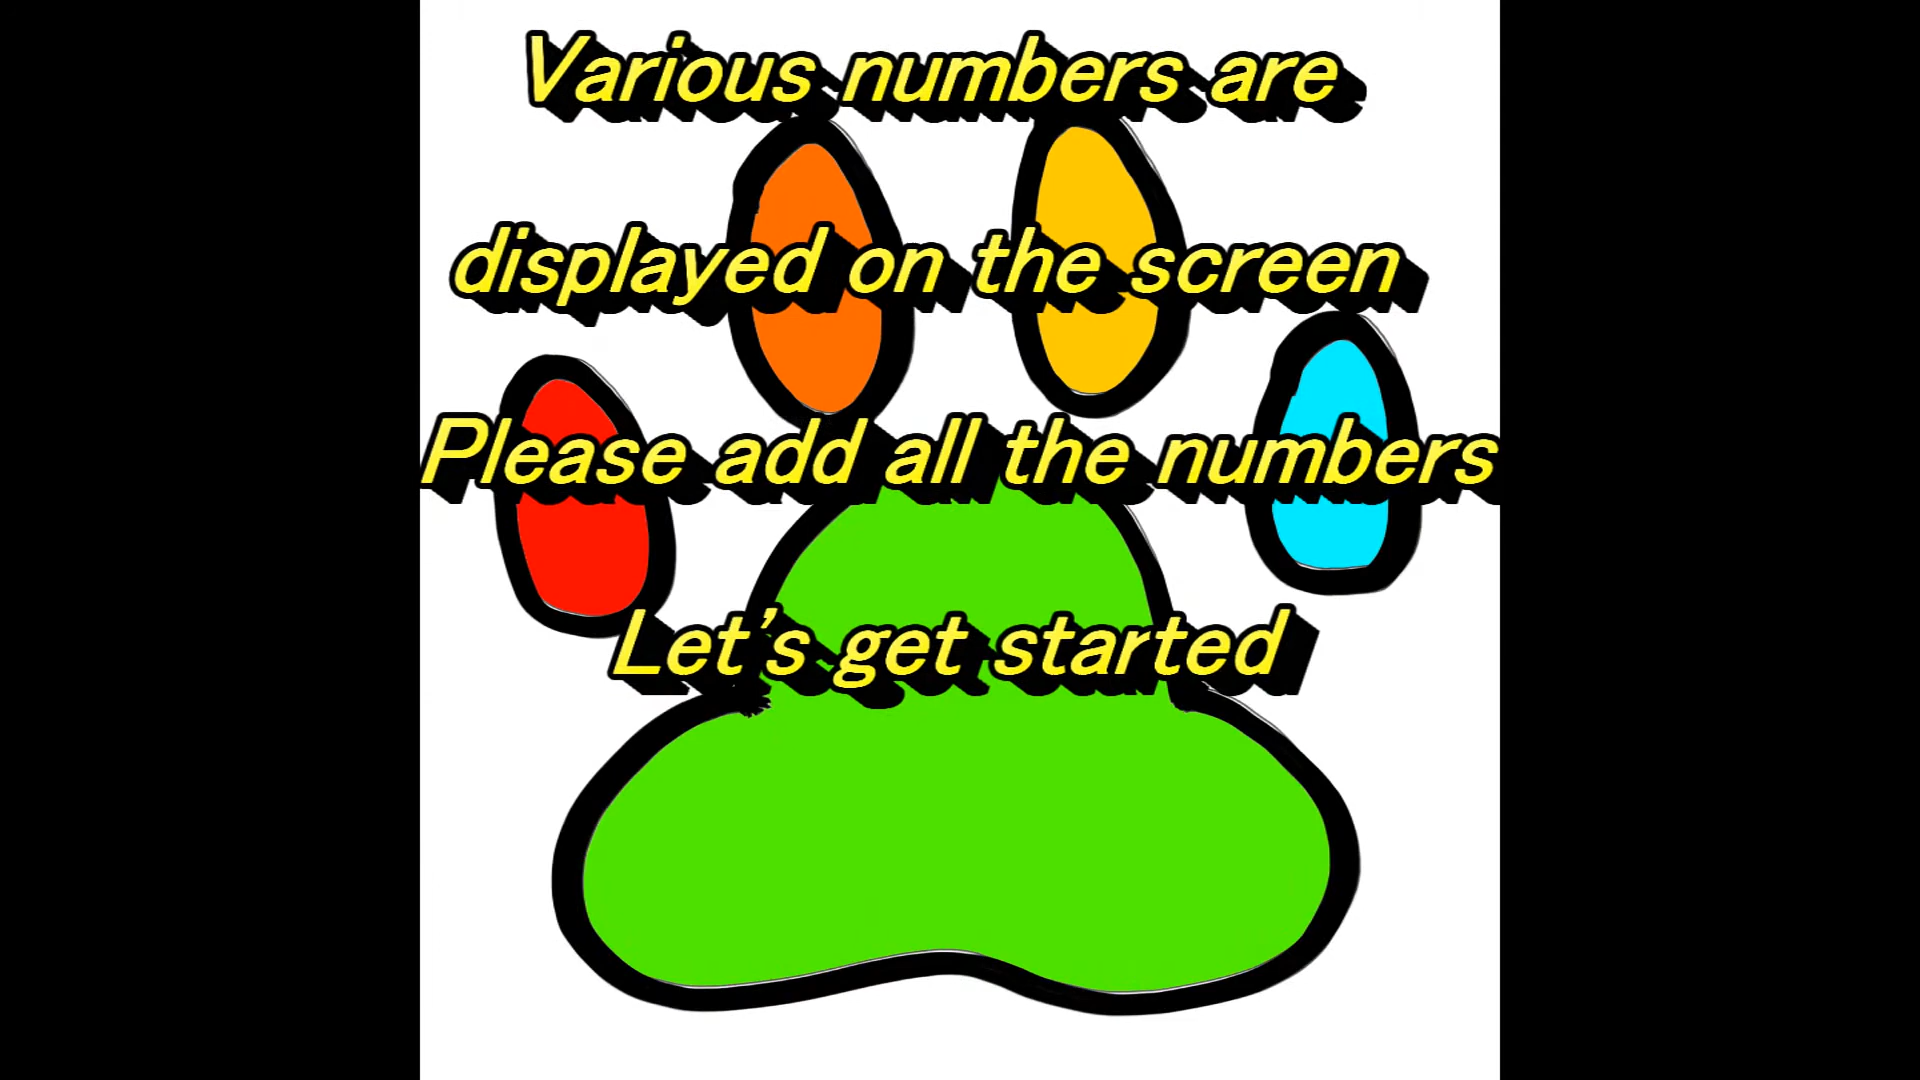 Various numbers are
displayed on the screen
Please add all the numbers
Let's get started